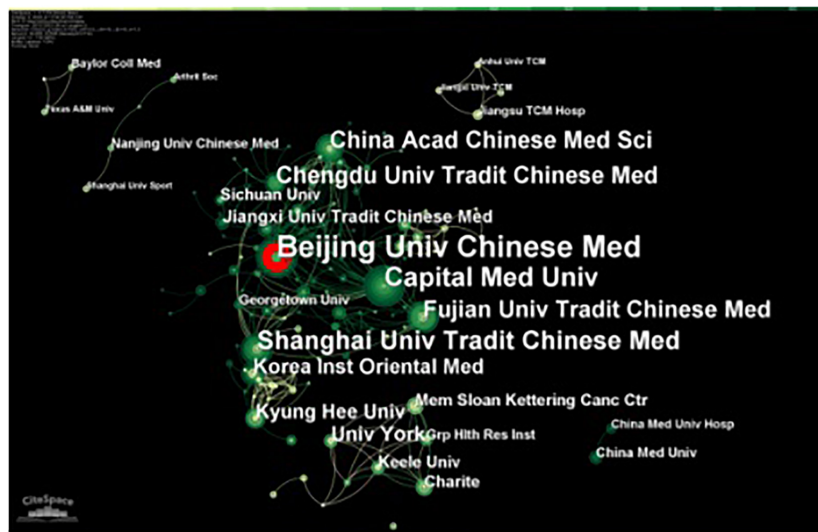 Baylor Coll Med
Arthrit Soc
Texas A&M Univ
Anhui Univ TCM
Jiangxi Univ TCM
Jiangsu TCM Hosp
Nanjing Univ Chinese Med
China Acad Chinese Med Sci
Chengdu Univ Tradit Chinese Med
Shanghai Univ Sport
Sichuan Univ
Jiangxi Univ Tradit Chinese Med
Beijing Univ Chinese Med
Capital Med Univ
Georgetown Univ
Fujian Univ Tradit Chinese Med
Shanghai Univ Tradit Chinese Med
Korea Inst Oriental Med
Mem Sloan Kettering Canc Ctr
Kyung Hee Univ
China Med Univ Hosp
Univ York
Grp Hlth Res Inst
China Med Univ
Keele Univ
Charite
CiteSpace